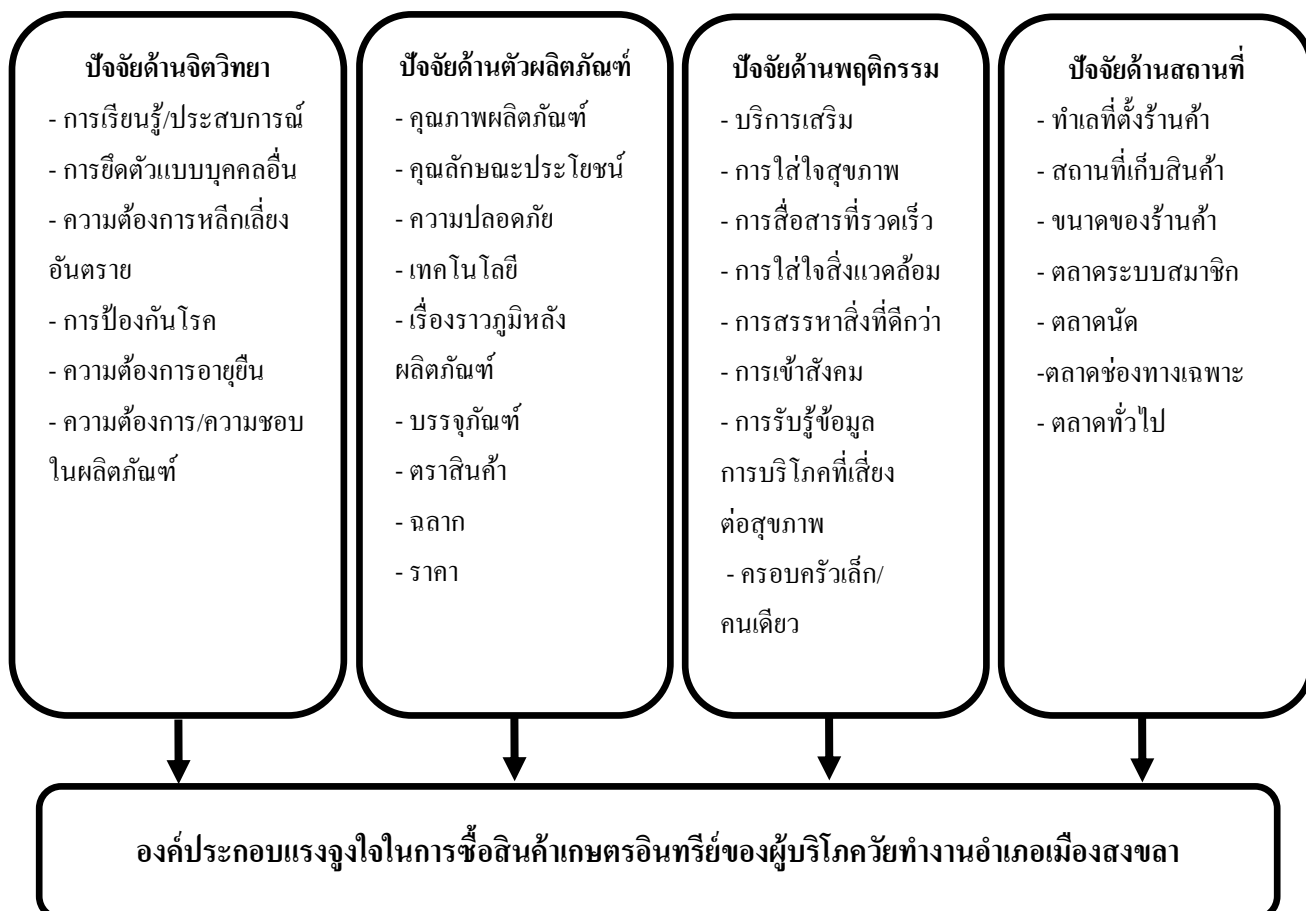 ปัจจัยด้านจิตวิทยา
- การเรียนรู้/ประสบการณ์
- การยึดตัวแบบบุคคลอื่น
- ความต้องการหลีกเลี่ยง
อันตราย
- การป้องกันโรค
- ความต้องการอายุยืน
- ความต้องการ/ความชอบ
ในผลิตภัณฑ์
ปัจจัยด้านตัวผลิตภัณฑ์
- คุณภาพผลิตภัณฑ์
- คุณลักษณะประโยชน์
- ความปลอดภัย
- เทคโนโลยี
- เรื่องราวภูมิหลัง
ผลิตภัณฑ์
- บรรจุภัณฑ์
- ตราสินค้า
- ฉลาก
- ราคา
ปัจจัยด้านพฤติกรรม
- บริการเสริม
- การใส่ใจสุขภาพ
- การสื่อสารที่รวดเร็ว
- การใส่ใจสิ่งแวดล้อม
- การสรรหาสิ่งที่ดีกว่า
- การเข้าสังคม
- การรับรู้ข้อมูล
การบริโภคที่เสี่ยง
ต่อสุขภาพ
- ครอบครัวเล็ก/
คนเดียว
ปัจจัยด้านสถานที่
- ทำเลที่ตั้งร้านค้า
- สถานที่เก็บสินค้า
- ขนาดของร้านค้า
- ตลาดระบบสมาชิก
- ตลาดนัด
-ตลาดช่องทางเฉพาะ
- ตลาดทั่วไป
องค์ประกอบแรงจูงใจในการซื้อสินค้าเกษตรอินทรีย์ของผู้บริโภควัยทำงานอำเภอเมืองสงขลา